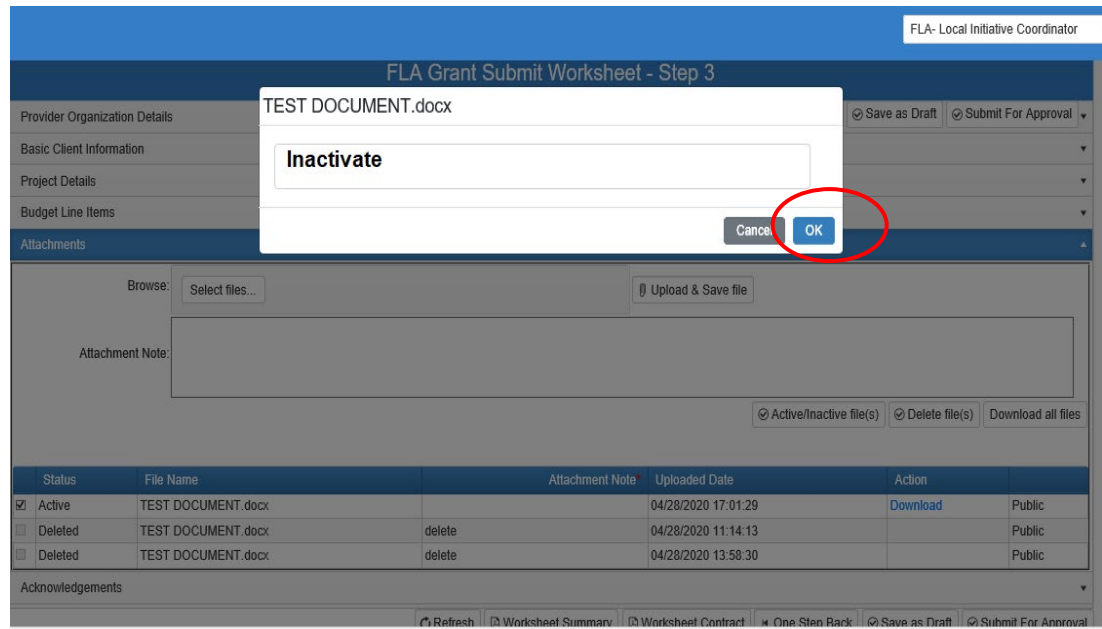 FLA- Local Initiative Coordinator
FLA Grant Submit Worksheet - Step 3
TEST DOCUMENT.docx
Provider Organization Details
Save as Draft Submit For Approval
Basic Client Information
Inactivate
Project Details
Budget Line Items
Cancel OK
Attachments
Browse: Select files... Upload & Save file
Attachment Note:
Active/Inactive file(s) Delete file(s) Download all files
Status File Name Attachment Note* Uploaded Date Action
Active TEST DOCUMENT.docx 04/28/2020 17:01:29 Download Public
Deleted TEST DOCUMENT.docx delete 04/28/2020 11:14:13 Public
Deleted TEST DOCUMENT.docx delete 04/28/2020 13:58:30 Public
Acknowledgements
Refresh Worksheet Summary Worksheet Contract One Step Back Save as Draft Submit For Approval